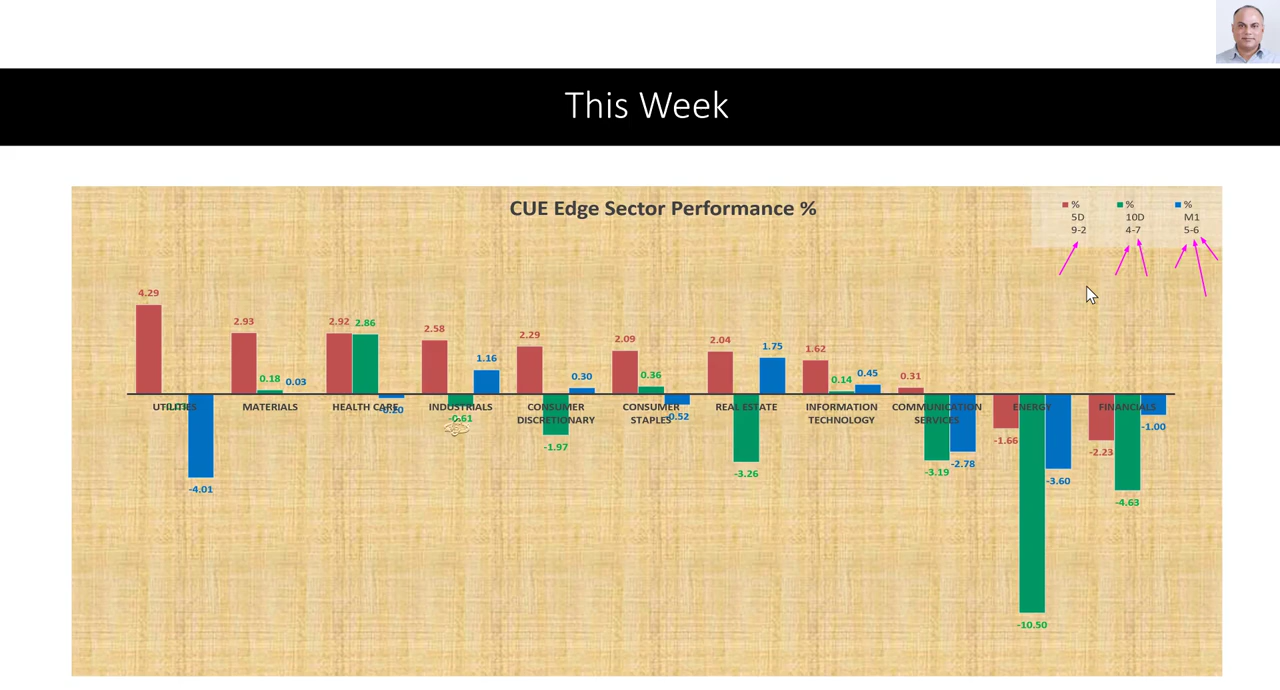 This Week
CUE Edge Sector Performance %
% % %
5D 10D M1
9-2 4-7 5-6
4.29
2.93 0.18 0.03
2.92 2.86 -0.20
2.58 -0.61 1.16
2.29 -1.97 0.30
2.09 0.36 -0.52
2.04 -3.26 1.75
1.62 0.14 0.45
0.31 -3.19 -2.78
-1.66 -10.50 -3.60
-2.23 -4.63 -1.00
-4.01
UTILITIES
MATERIALS
HEALTH CARE
INDUSTRIALS
CONSUMER
DISCRETIONARY
CONSUMER
STAPLES
REAL ESTATE
INFORMATION
TECHNOLOGY
COMMUNICATION
SERVICES
ENERGY
FINANCIALS